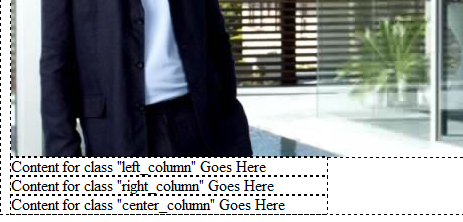 Content for class "left_column" Goes Here
Content for class "right_column" Goes Here
Content for class "center_column" Goes Here